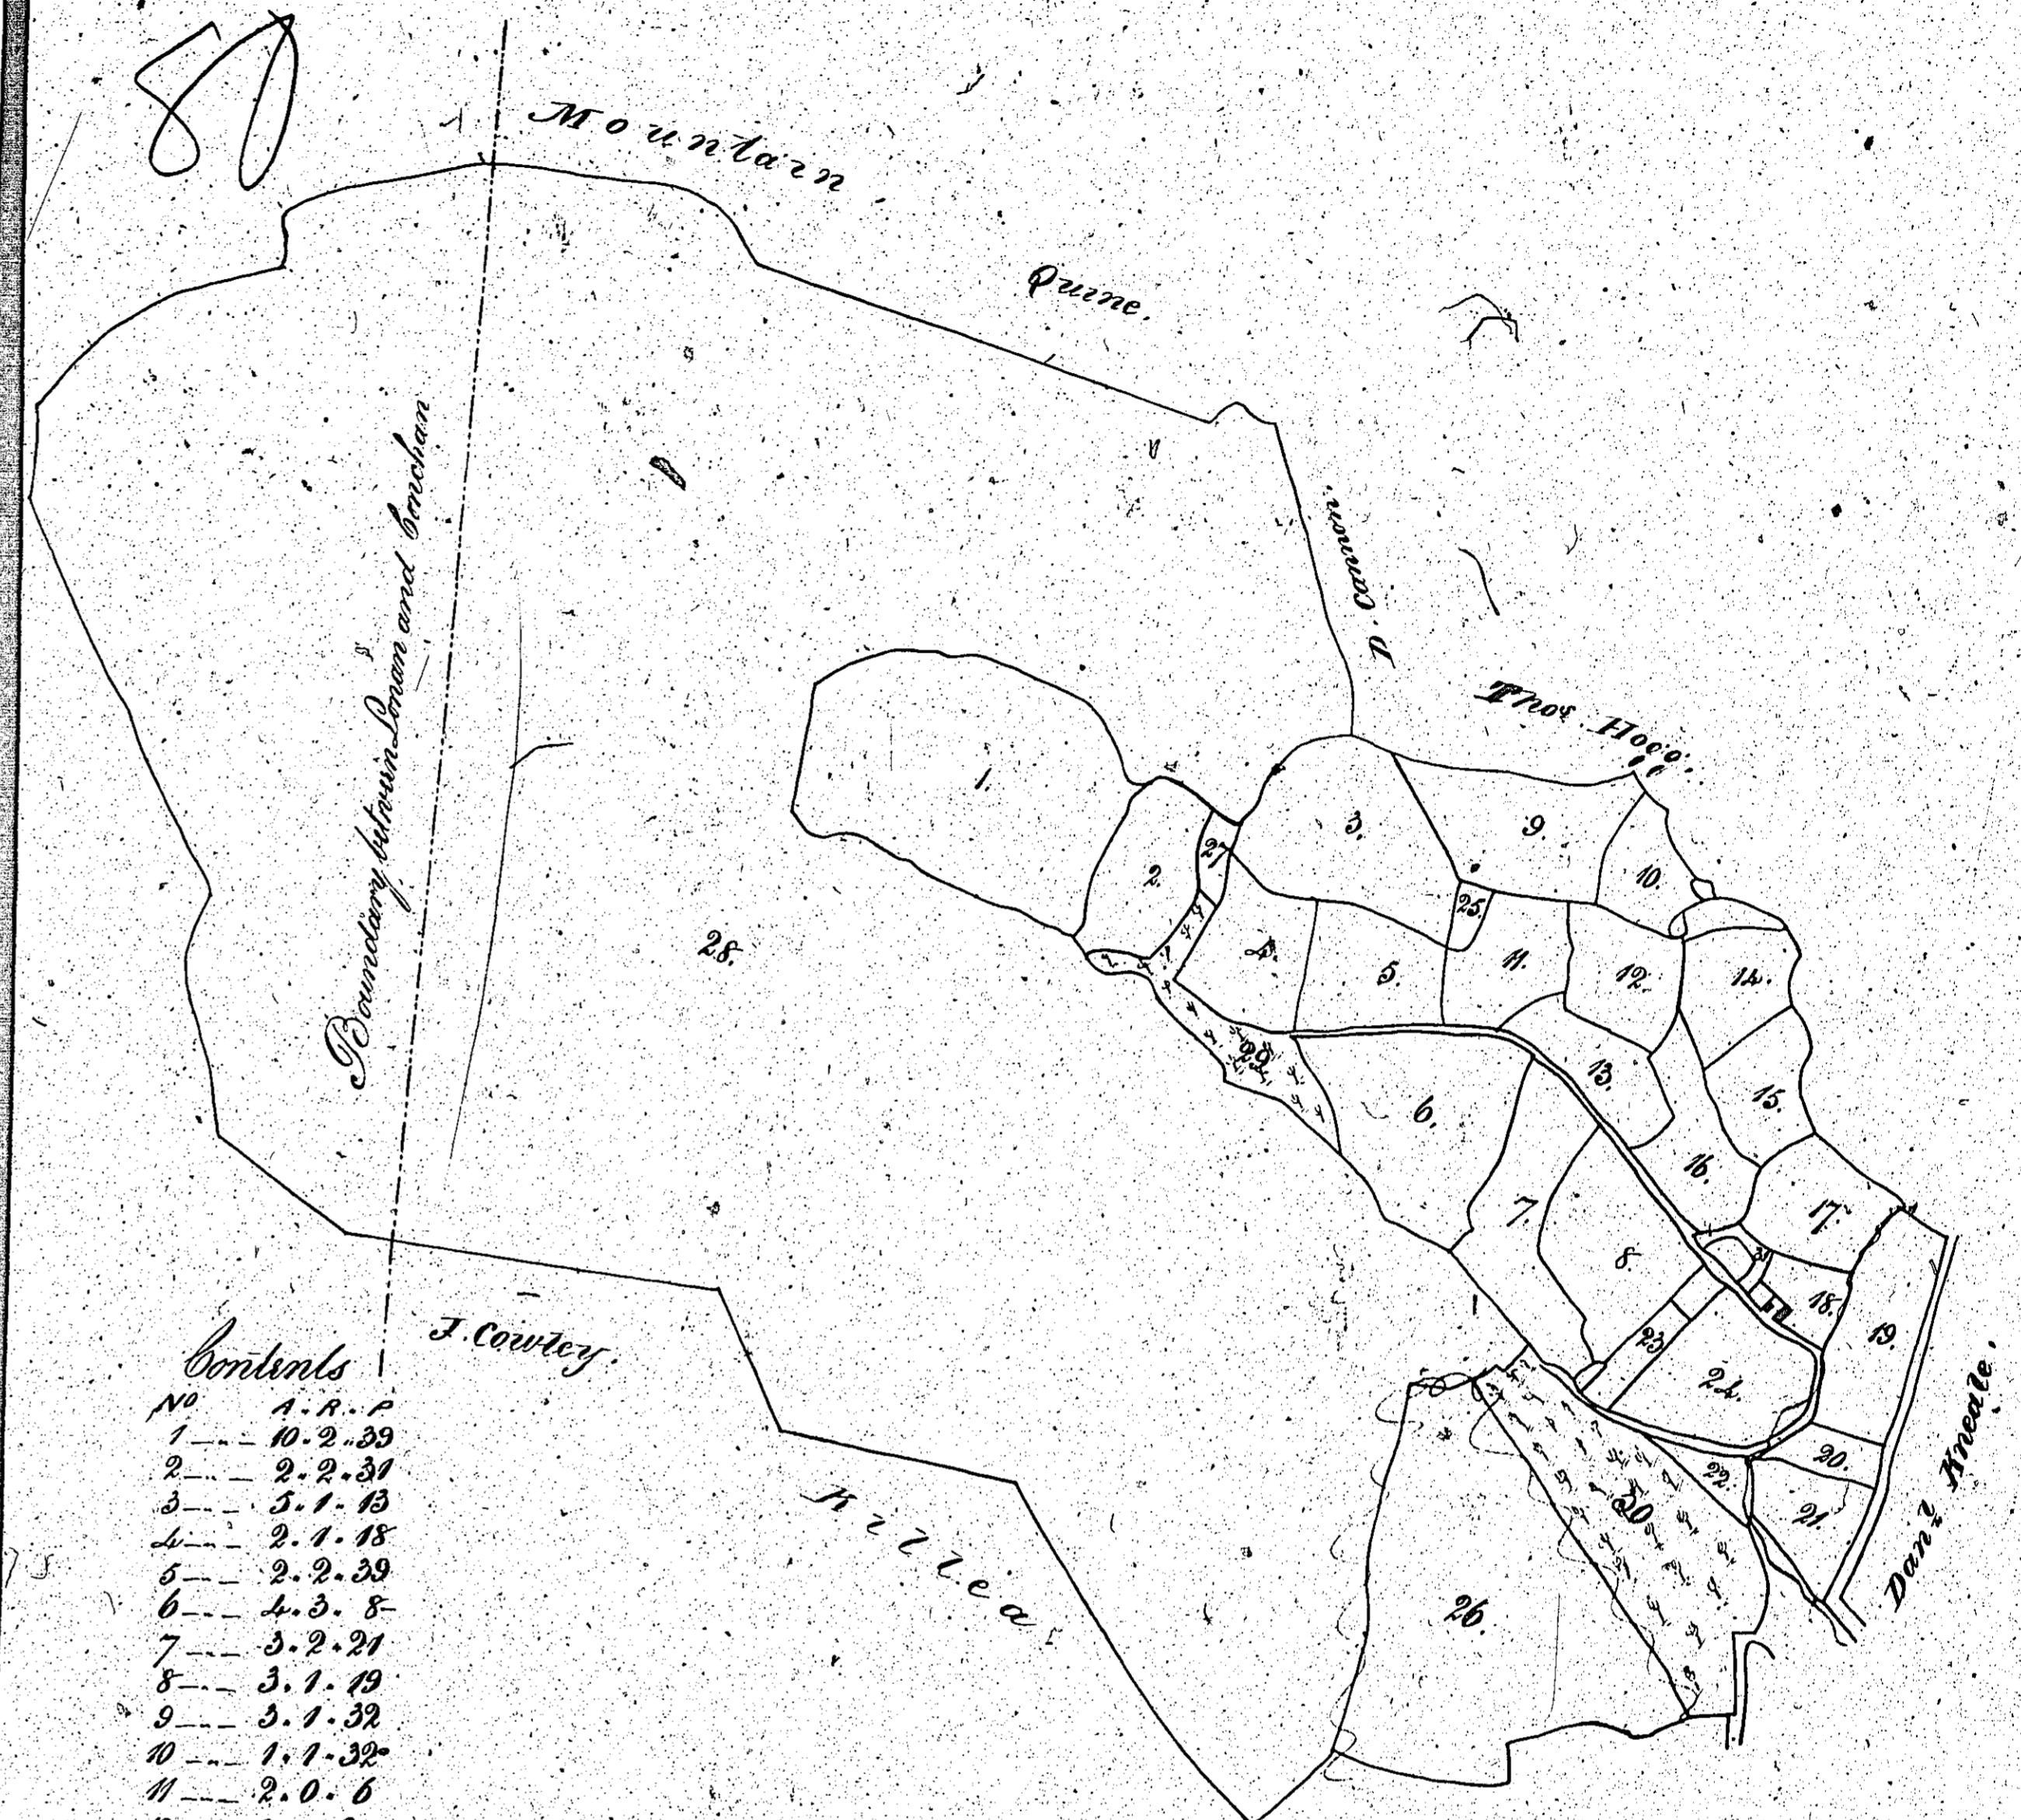 80
Mountain
Quine.
D. Cannon.
Thos. Hogg.
Boundary between Lonan and Conchan
1.
2.
27
3.
9.
10.
25.
4.
5.
11.
12.
14.
28.
29
6.
13.
15.
7.
8
16.
17.
31
18.
19.
23
24.
20.
22.
21.
30
26.
Dan'l Kneale.
J. Cowley.
Killea
Contents
No A. R. P
1 --- 10. 2. 39
2 --- 2. 2. 31
3 --- 5. 1. 13
4 --- 2. 1. 18
5 --- 2. 2. 39
6 --- 4. 3. 8
7 --- 3. 2. 21
8 --- 3. 1. 19
9 --- 3. 1. 32
10 --- 1. 1. 32
11 --- 2. 0. 6